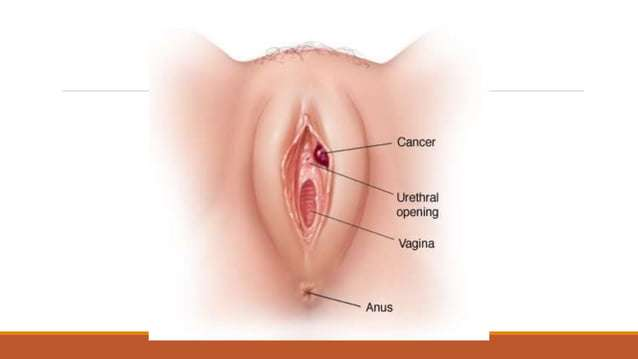 Cancer
Urethral
opening
Vagina
Anus